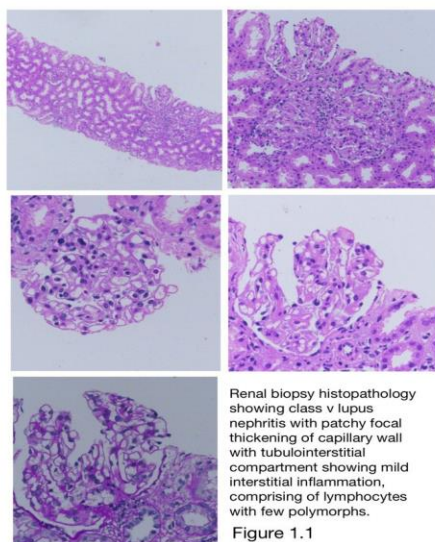 Renal biopsy histopathology
showing class v lupus
nephritis with patchy focal
thickening of capillary wall
with tubulointerstitial
compartment showing mild
interstitial inflammation,
comprising of lymphocytes
with few polymorphs.
Figure 1.1